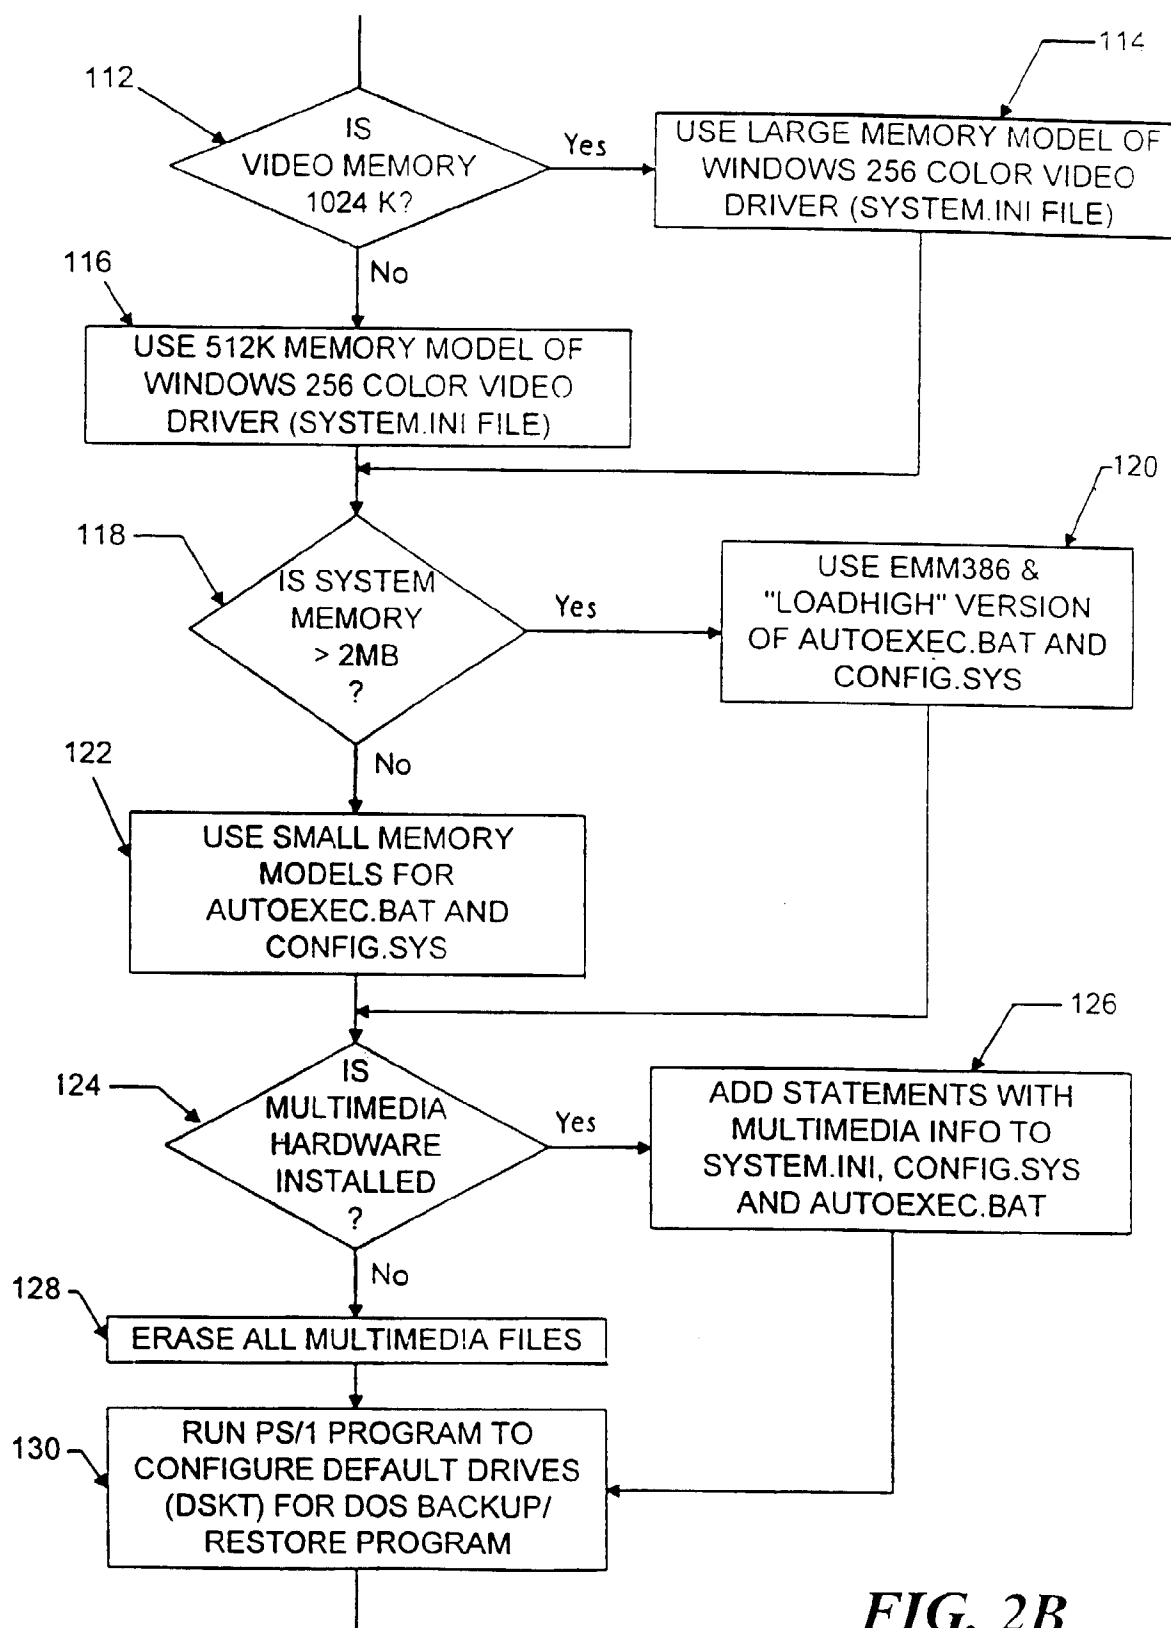 112
IS
VIDEO MEMORY
1024 K?
Yes
114
USE LARGE MEMORY MODEL OF
WINDOWS 256 COLOR VIDEO
DRIVER (SYSTEM.INI FILE)
No
116
USE 512K MEMORY MODEL OF
WINDOWS 256 COLOR VIDEO
DRIVER (SYSTEM.INI FILE)
118
IS SYSTEM
MEMORY
> 2MB
?
Yes
120
USE EMM386 &
"LOADHIGH" VERSION
OF AUTOEXEC.BAT AND
CONFIG.SYS
No
122
USE SMALL MEMORY
MODELS FOR
AUTOEXEC.BAT AND
CONFIG.SYS
124
IS
MULTIMEDIA
HARDWARE
INSTALLED
?
Yes
126
ADD STATEMENTS WITH
MULTIMEDIA INFO TO
SYSTEM.INI, CONFIG.SYS
AND AUTOEXEC.BAT
No
128
ERASE ALL MULTIMEDIA FILES
130
RUN PS/1 PROGRAM TO
CONFIGURE DEFAULT DRIVES
(DSKT) FOR DOS BACKUP/
RESTORE PROGRAM
FIG. 2B